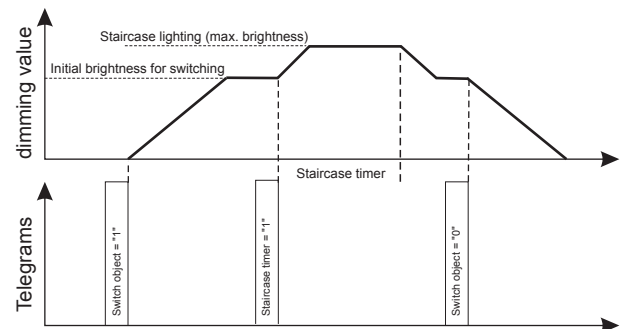 dimming value
Staircase lighting (max. brightness)
Initial brightness for switching
Staircase timer
Telegrams
Switch object = "1"
Staircase timer = "1"
Switch object = "0"